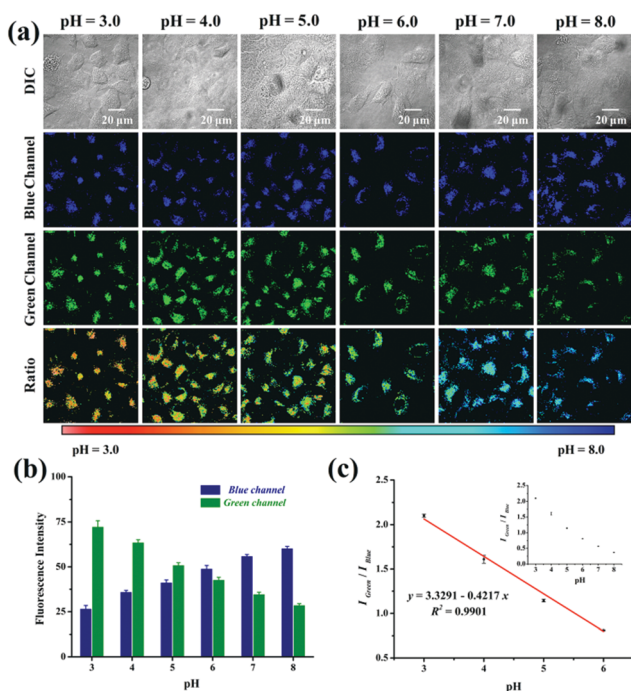 (a)
pH = 3.0 pH = 4.0 pH = 5.0 pH = 6.0 pH = 7.0 pH = 8.0
DIC
20 µm 20 µm 20 µm 20 µm 20 µm 20 µm
Blue Channel
Green Channel
Ratio
pH = 3.0 pH = 8.0
(b)
Fluorescence Intensity
100
75
50
25
0
Blue channel
Green channel
3 4 5 6 7 8
pH
(c)
I Green / I Blue
2.5
2.0
1.5
1.0
0.5
y = 3.3291 - 0.4217 x
R² = 0.9901
3 4 5 6
pH
I Green / I Blue
2.5
2.0
1.5
1.0
0.5
0.0
3 4 5 6 7 8
pH